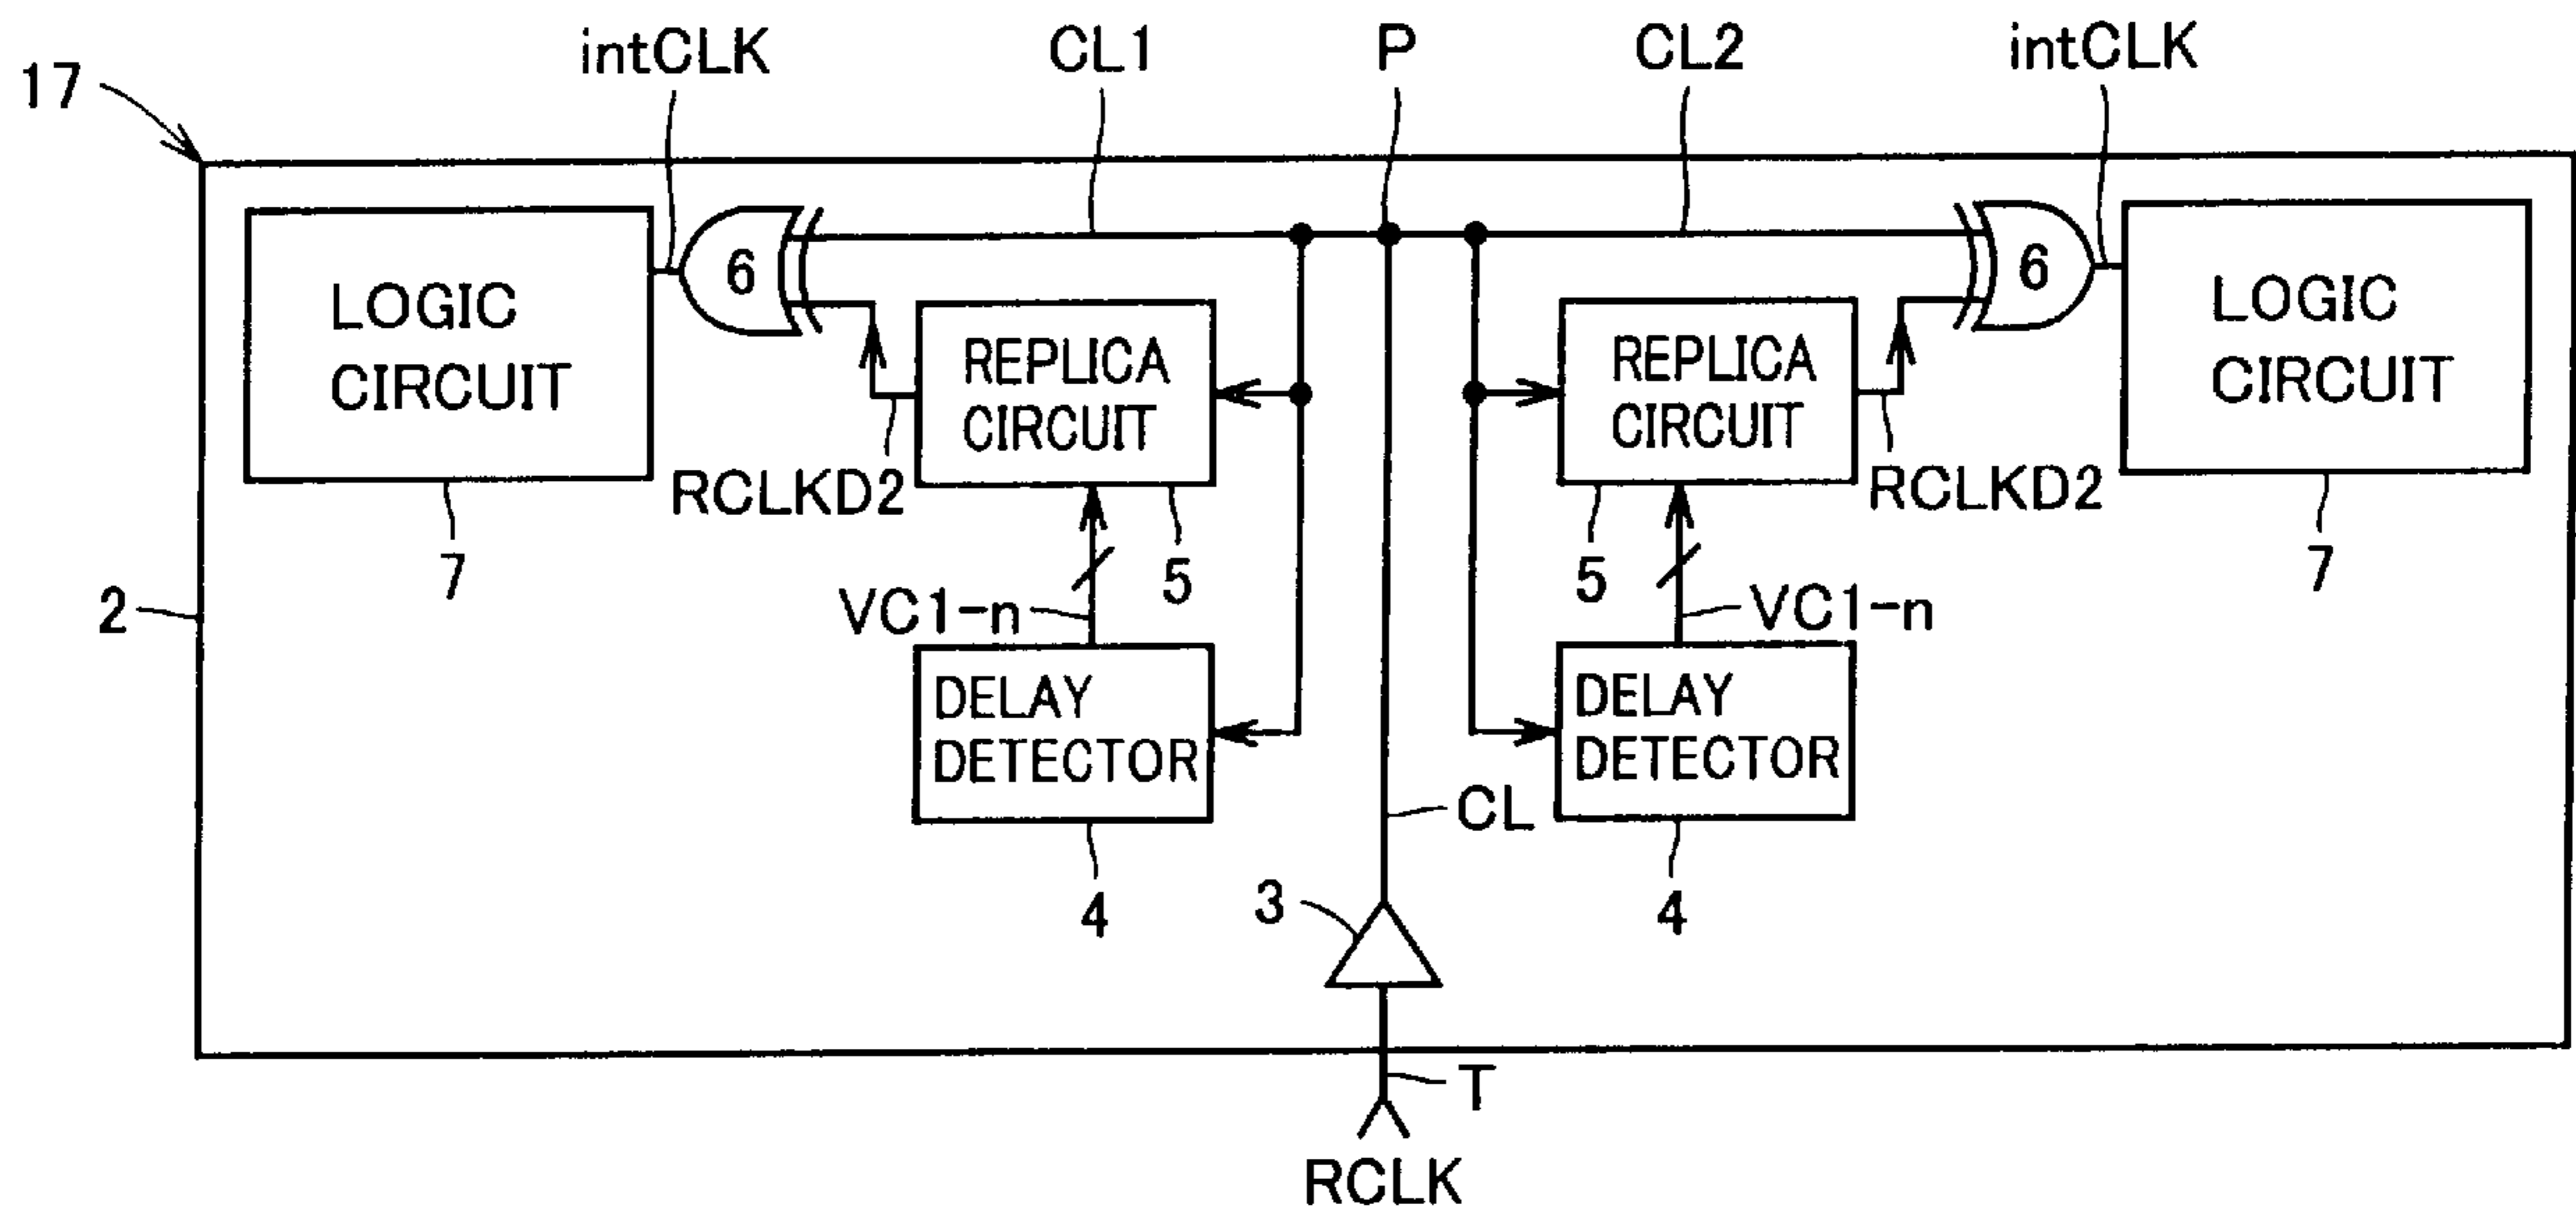 17
intCLK
CL1
P
CL2
intCLK
LOGIC
CIRCUIT
6
REPLICA
CIRCUIT
REPLICA
CIRCUIT
6
LOGIC
CIRCUIT
RCLKD2
RCLKD2
7
5
5
7
2
VC1-n
VC1-n
DELAY
DETECTOR
DELAY
DETECTOR
CL
4
3
4
T
RCLK